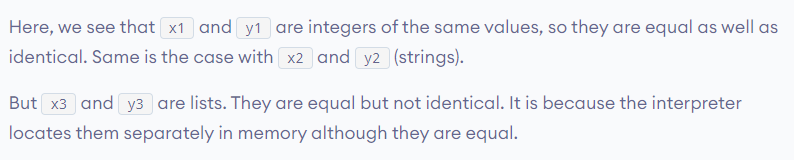 Here, we see that x1 and y1 are integers of the same values, so they are equal as well as
identical. Same is the case with x2 and y2 (strings).
But x3 and y3 are lists. They are equal but not identical. It is because the interpreter
locates them separately in memory although they are equal.